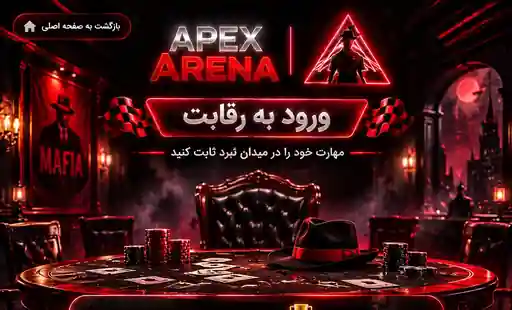 بازگشت به صفحه اصلی
APEX
ARENA
ورود به رقابت
مهارت خود را در میدان نبرد ثابت کنید
MAFIA